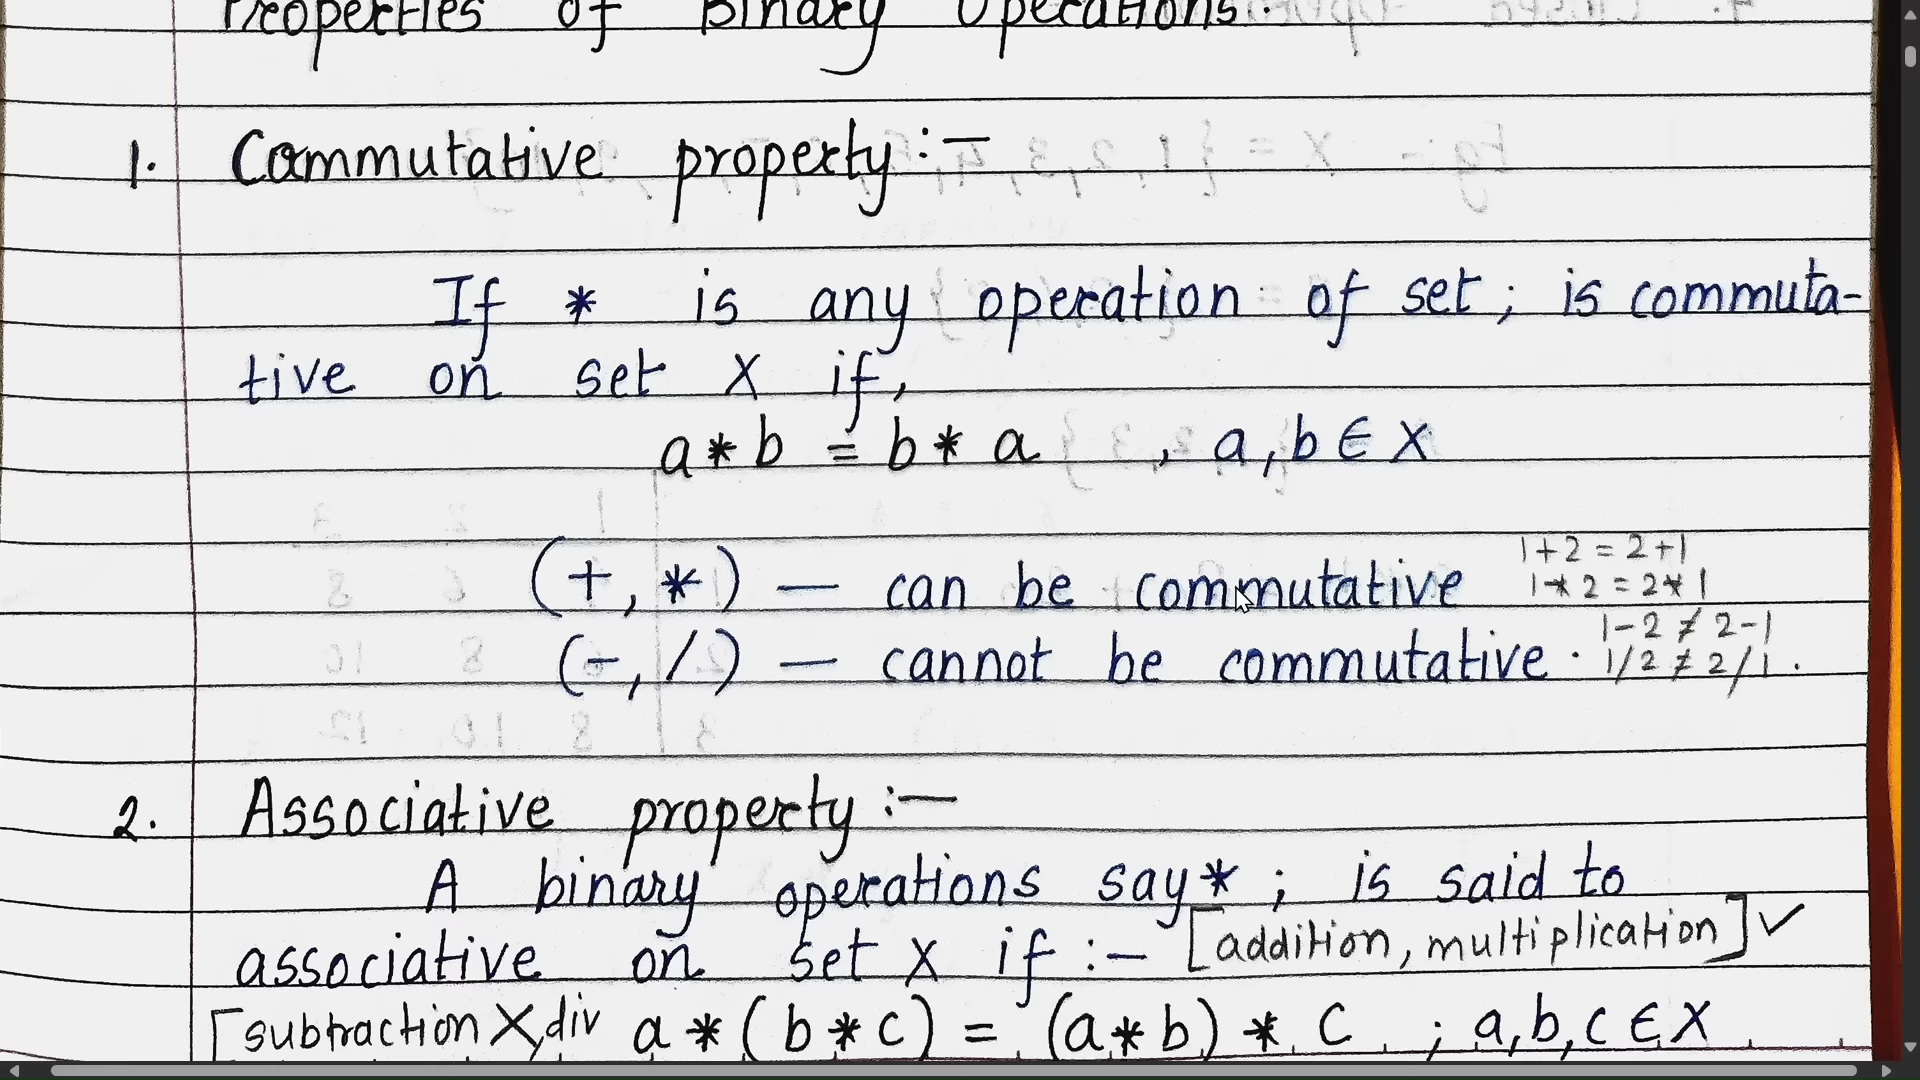 Properties of Binary Operations.
1. Commutative property :-
If * is any operation of set ; is commuta-
tive on set X if,
a * b = b * a , a, b ∈ X
(+, *) — can be commutative
1+2 = 2+1
1*2 = 2*1
(-, /) — cannot be commutative.
1-2 ≠ 2-1
1/2 ≠ 2/1.
2. Associative property :-
A binary operations say * ; is said to
associative on set X if :- [addition, multiplication] ✓
[subtraction X, div a * (b * c) = (a * b) * c ; a, b, c ∈ X